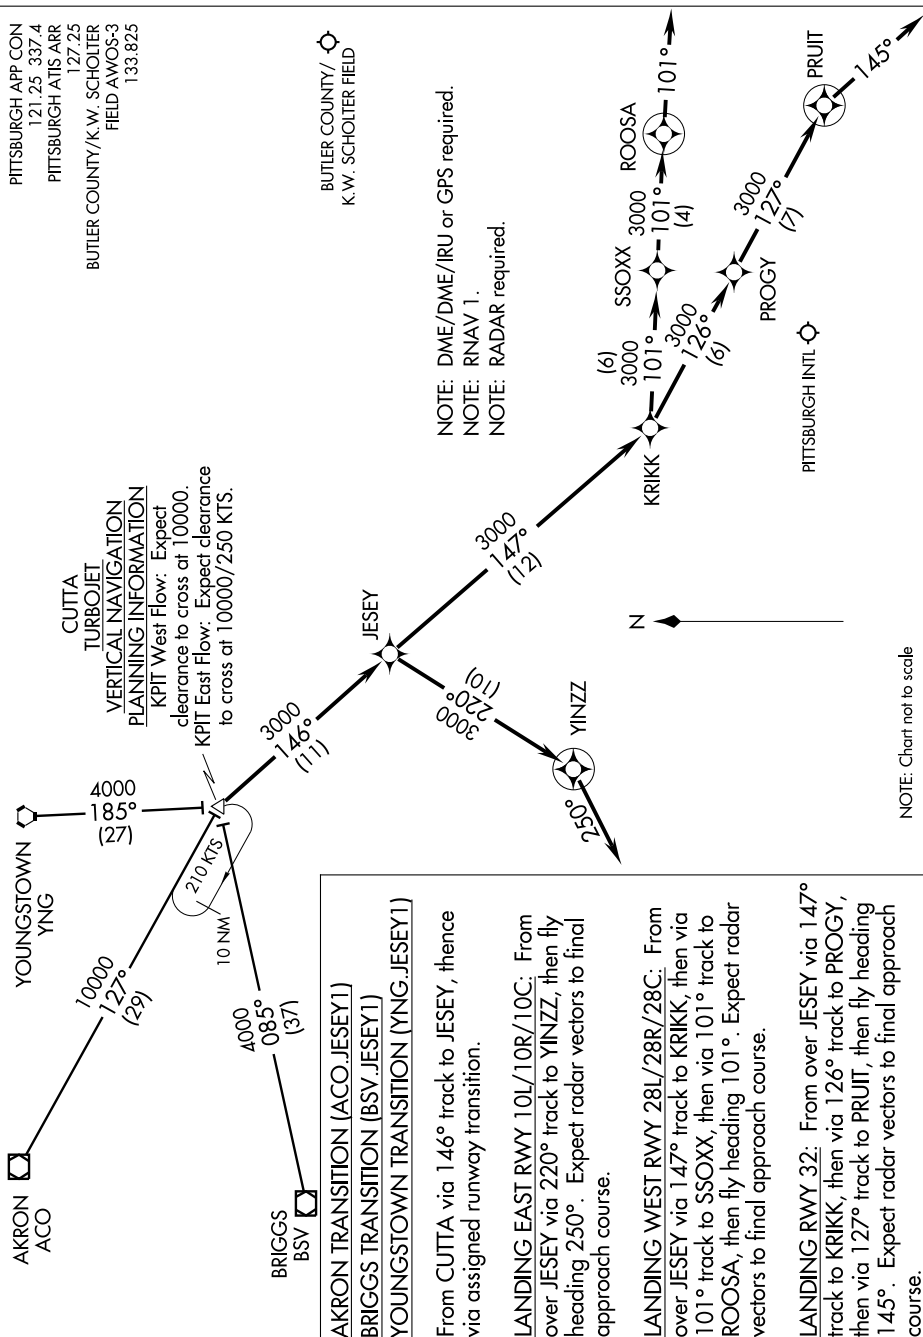 PITTSBURGH APP CON
121.25 337.4
PITTSBURGH ATIS ARR
127.25
BUTLER COUNTY/K.W. SCHOLTER
FIELD AWOS-3
133.825
BUTLER COUNTY/
K.W. SCHOLTER FIELD
CUTTA
TURBOJET
VERTICAL NAVIGATION
PLANNING INFORMATION
KPIT West Flow: Expect
clearance to cross at 10000.
KPIT East Flow: Expect clearance
to cross at 10000/250 KTS.
YOUNGSTOWN
YNG
4000
185°
(27)
AKRON
ACO
10000
127°
(29)
210 KTS
10 NM
BRIGGS
BSV
4000
085°
(37)
3000
146°
(11)
JESEY
NOTE: DME/DME/IRU or GPS required.
NOTE: RNAV 1.
NOTE: RADAR required.
3000
147°
(12)
3000
220°
(10)
YINZZ
250°
KRIKK
(6)
3000
101°
SSOXX
3000
101°
(4)
ROOSA
101°
3000
126°
(6)
PROGY
3000
127°
(7)
PRUIT
145°
PITTSBURGH INTL
N
NOTE: Chart not to scale
AKRON TRANSITION (ACO.JESEY1)
BRIGGS TRANSITION (BSV.JESEY1)
YOUNGSTOWN TRANSITION (YNG.JESEY1)
From CUTTA via 146° track to JESEY, thence
via assigned runway transition.
LANDING EAST RWY 10L/10R/10C: From
over JESEY via 220° track to YINZZ, then fly
heading 250°. Expect radar vectors to final
approach course.
LANDING WEST RWY 28L/28R/28C: From
over JESEY via 147° track to KRIKK, then via
101° track to SSOXX, then via 101° track to
ROOSA, then fly heading 101°. Expect radar
vectors to final approach course.
LANDING RWY 32: From over JESEY via 147°
track to KRIKK, then via 126° track to PROGY,
then via 127° track to PRUIT, then fly heading
145°. Expect radar vectors to final approach
course.